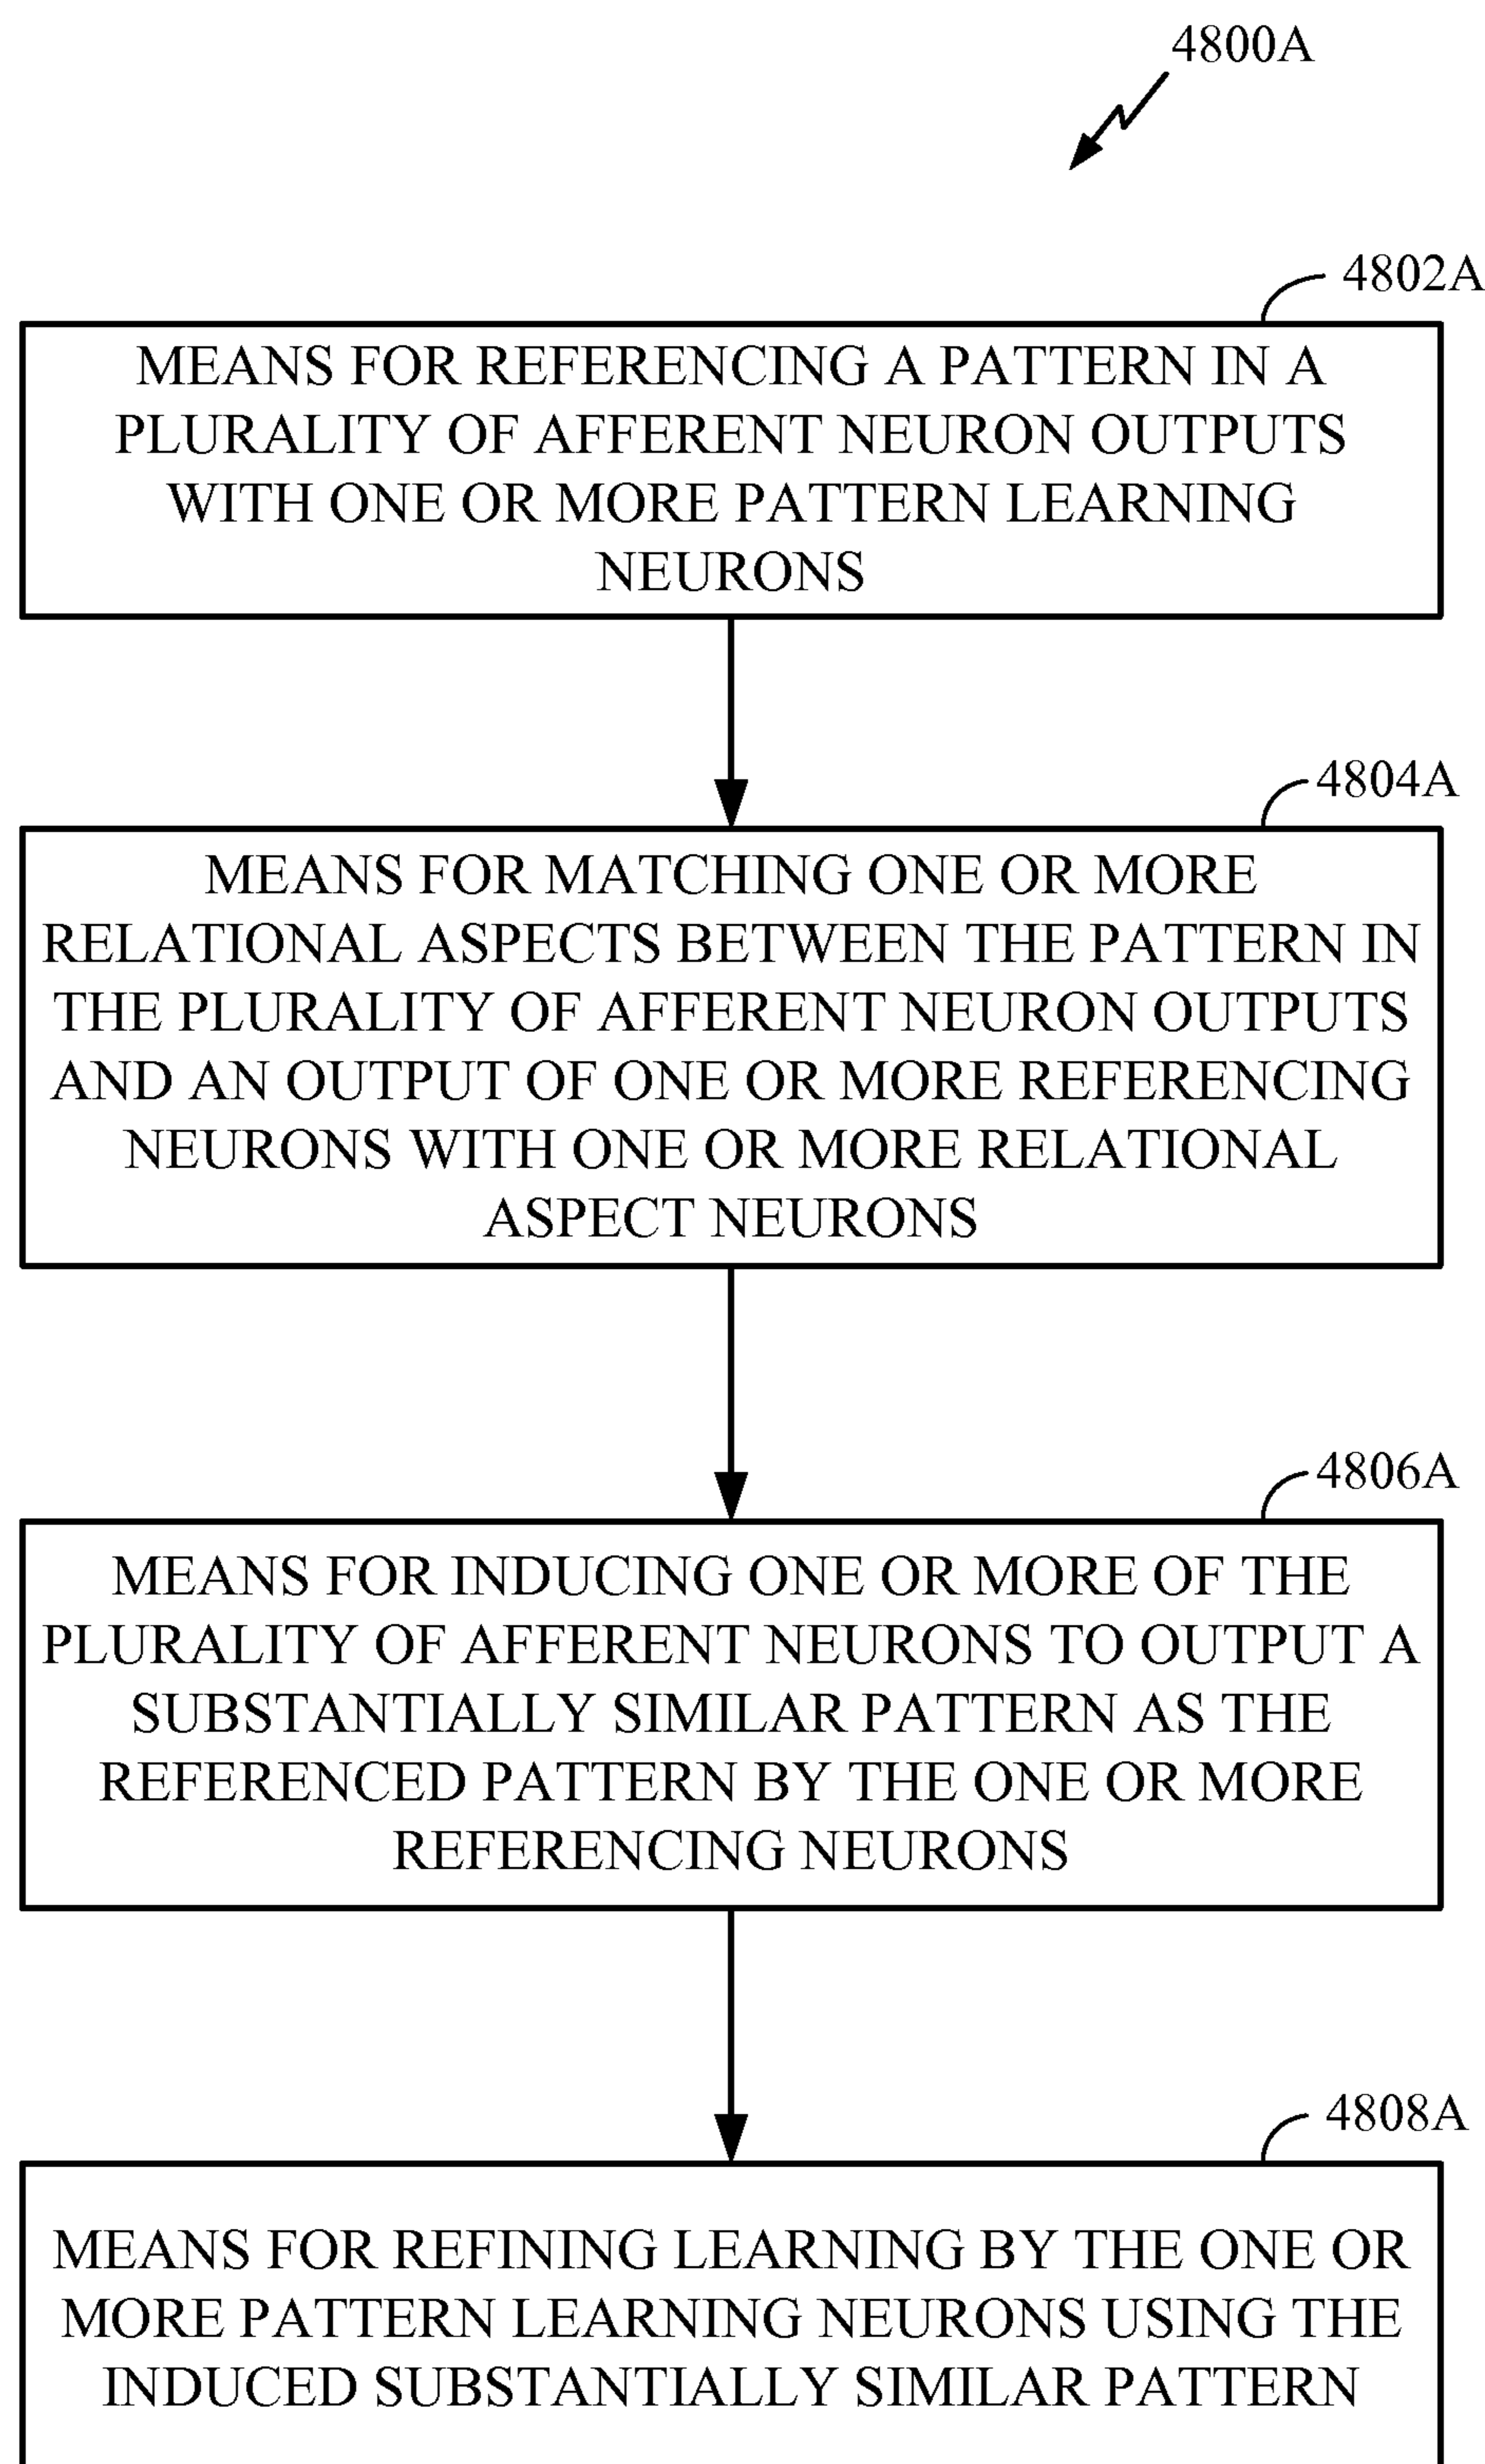 4800A
4802A
MEANS FOR REFERENCING A PATTERN IN A
PLURALITY OF AFFERENT NEURON OUTPUTS
WITH ONE OR MORE PATTERN LEARNING
NEURONS
4804A
MEANS FOR MATCHING ONE OR MORE
RELATIONAL ASPECTS BETWEEN THE PATTERN IN
THE PLURALITY OF AFFERENT NEURON OUTPUTS
AND AN OUTPUT OF ONE OR MORE REFERENCING
NEURONS WITH ONE OR MORE RELATIONAL
ASPECT NEURONS
4806A
MEANS FOR INDUCING ONE OR MORE OF THE
PLURALITY OF AFFERENT NEURONS TO OUTPUT A
SUBSTANTIALLY SIMILAR PATTERN AS THE
REFERENCED PATTERN BY THE ONE OR MORE
REFERENCING NEURONS
4808A
MEANS FOR REFINING LEARNING BY THE ONE OR
MORE PATTERN LEARNING NEURONS USING THE
INDUCED SUBSTANTIALLY SIMILAR PATTERN